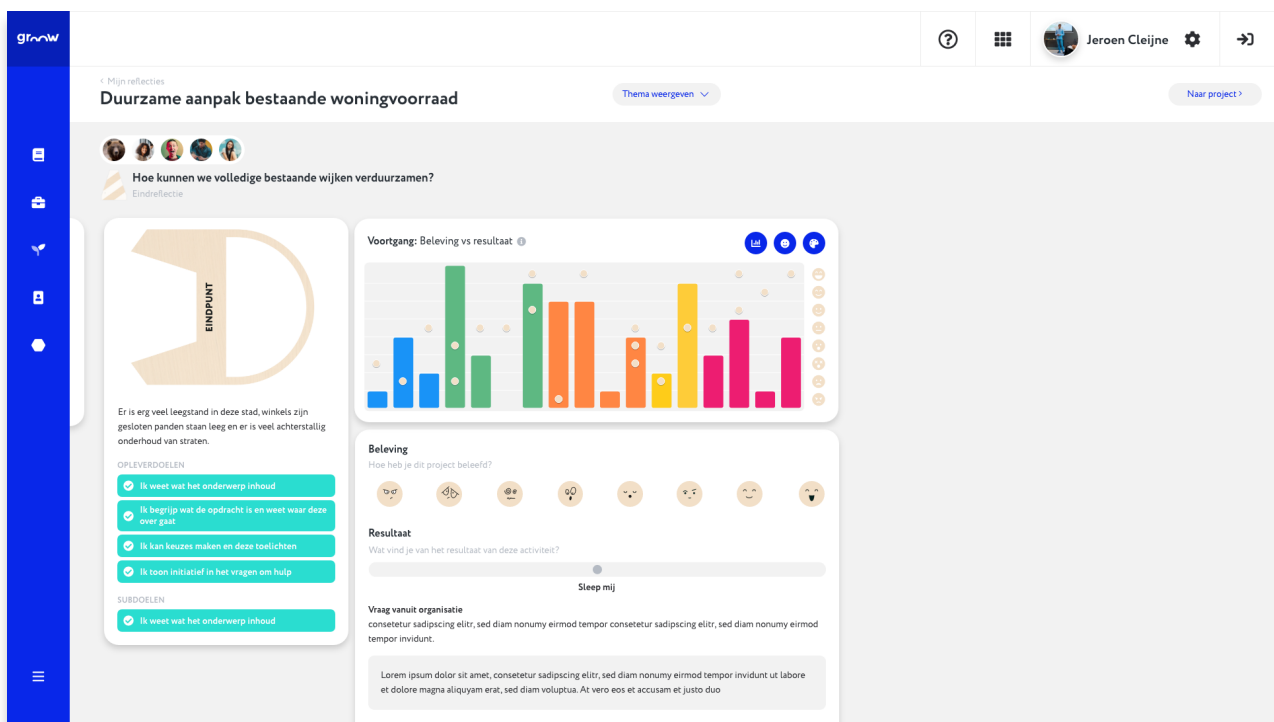 groow
Jeroen Cleijne
< Mijn reflecties
Duurzame aanpak bestaande woningvoorraad
Thema weergeven
Naar project >
Hoe kunnen we volledige bestaande wijken verduurzamen?
Eindreflectie
EINDPUNT
Er is erg veel leegstand in deze stad, winkels zijn
gesloten panden staan leeg en er is veel achterstallig
onderhoud van straten.
OPLEVERDOELEN
Ik weet wat het onderwerp inhoud
Ik begrijp wat de opdracht is en weet waar deze
over gaat
Ik kan keuzes maken en deze toelichten
Ik toon initiatief in het vragen om hulp
SUBDOELEN
Ik weet wat het onderwerp inhoud
Voortgang: Beleving vs resultaat
Beleving
Hoe heb je dit project beleefd?
Resultaat
Wat vind je van het resultaat van deze activiteit?
Sleep mij
Vraag vanuit organisatie
consetetur sadipscing elitr, sed diam nonumy eirmod tempor consetetur sadipscing elitr, sed diam nonumy eirmod
tempor invidunt.
Lorem ipsum dolor sit amet, consetetur sadipscing elitr, sed diam nonumy eirmod tempor invidunt ut labore
et dolore magna aliquyam erat, sed diam voluptua. At vero eos et accusam et justo duo